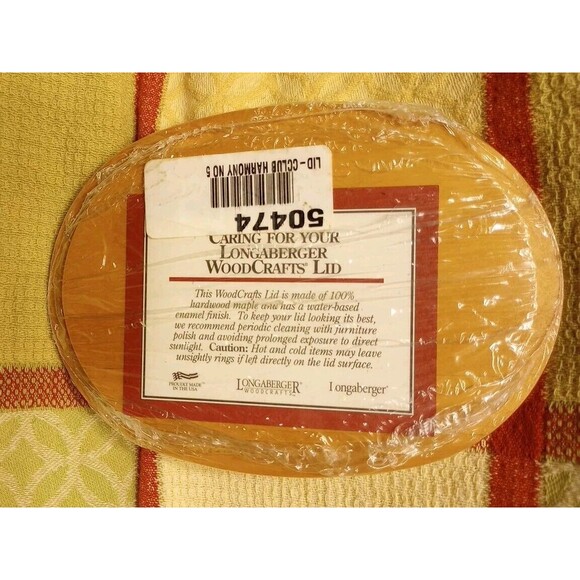 LID-CCLUB HARMONY NO 5
50474
CARING FOR YOUR
LONGABERGER
WOODCRAFTS® LID
This WoodCrafts Lid is made of 100%
hardwood maple and has a water-based
enamel finish. To keep your lid looking its best,
we recommend periodic cleaning with furniture
polish and avoiding prolonged exposure to direct
sunlight. Caution: Hot and cold items may leave
unsightly rings if left directly on the lid surface.
PROUDLY MADE™
IN THE USA
LONGABERGER
WOODCRAFTS
Longaberger